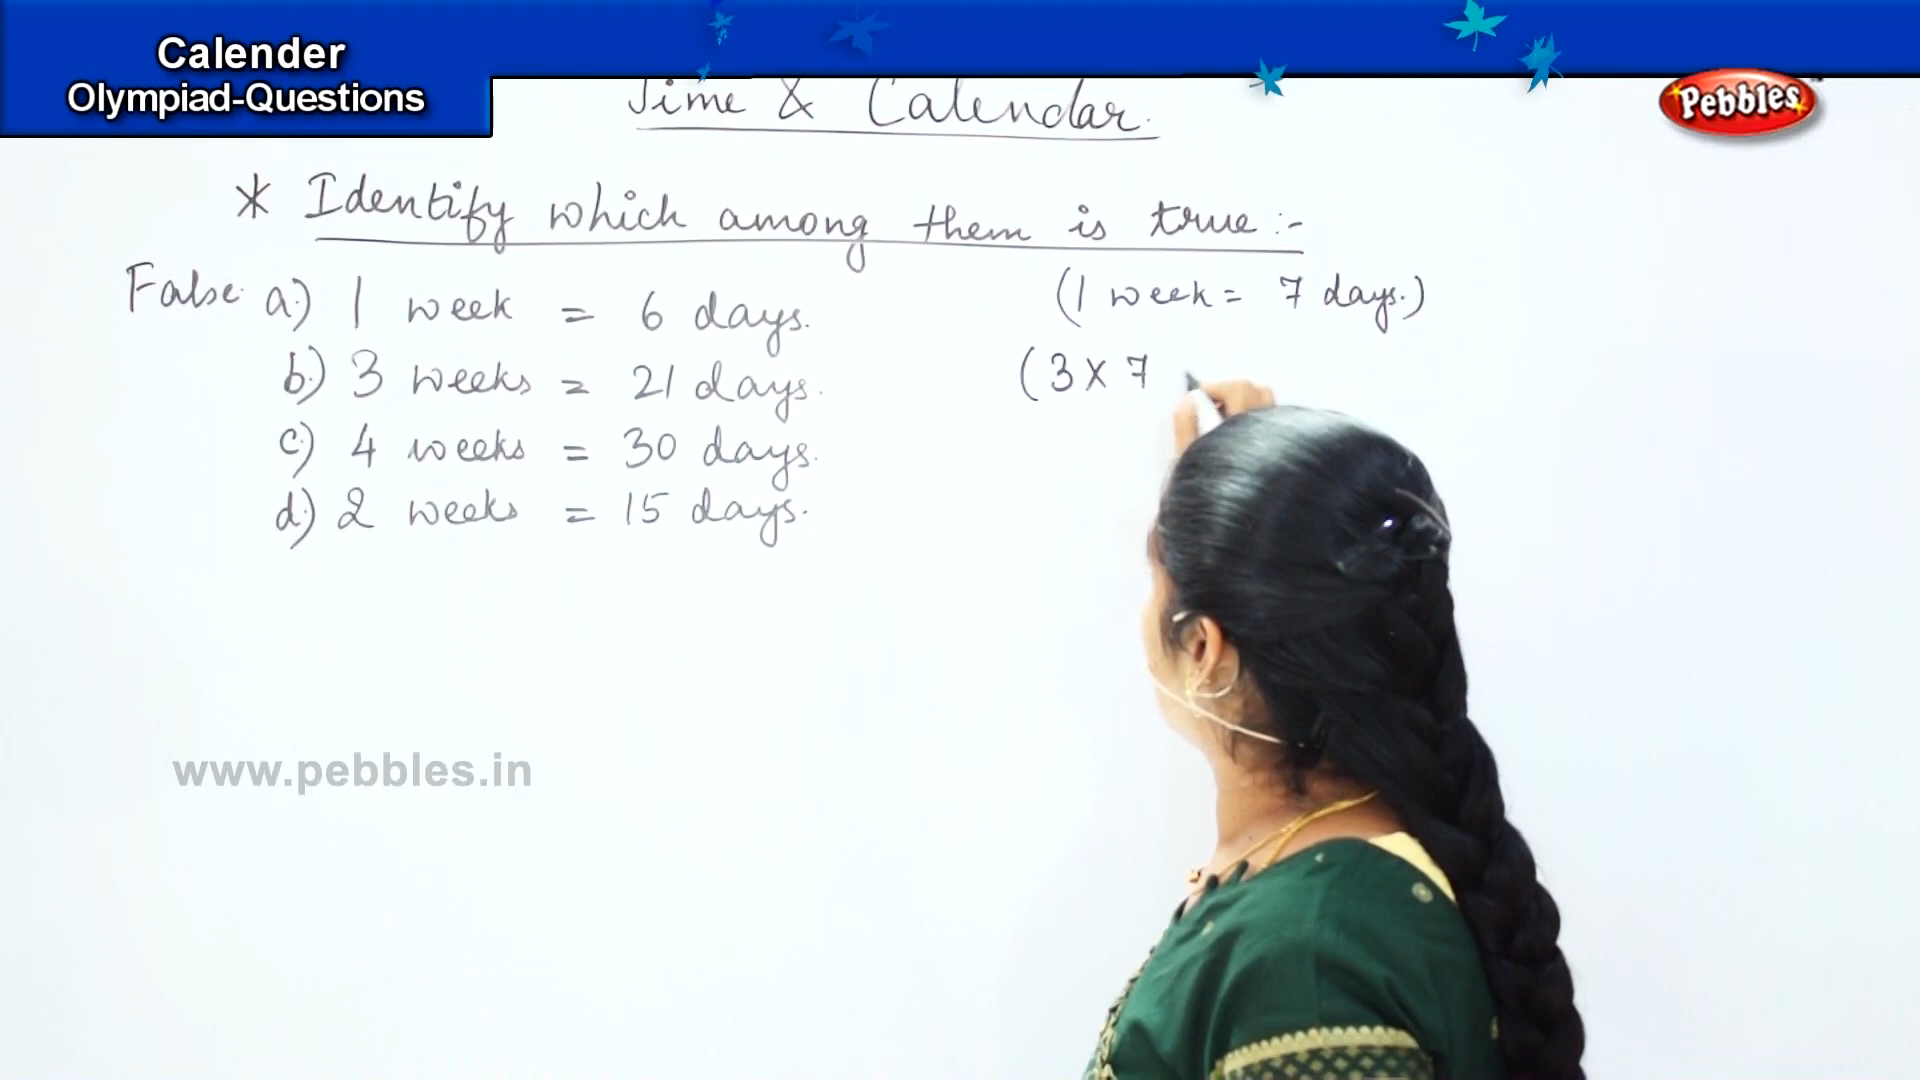 Calender
Olympiad-Questions
Time & Calendar.
Pebbles
* Identify which among them is true :-
False. a.) 1 week = 6 days. (1 week = 7 days.)
b.) 3 weeks = 21 days. (3 x 7
c.) 4 weeks = 30 days.
d.) 2 weeks = 15 days.
www.pebbles.in